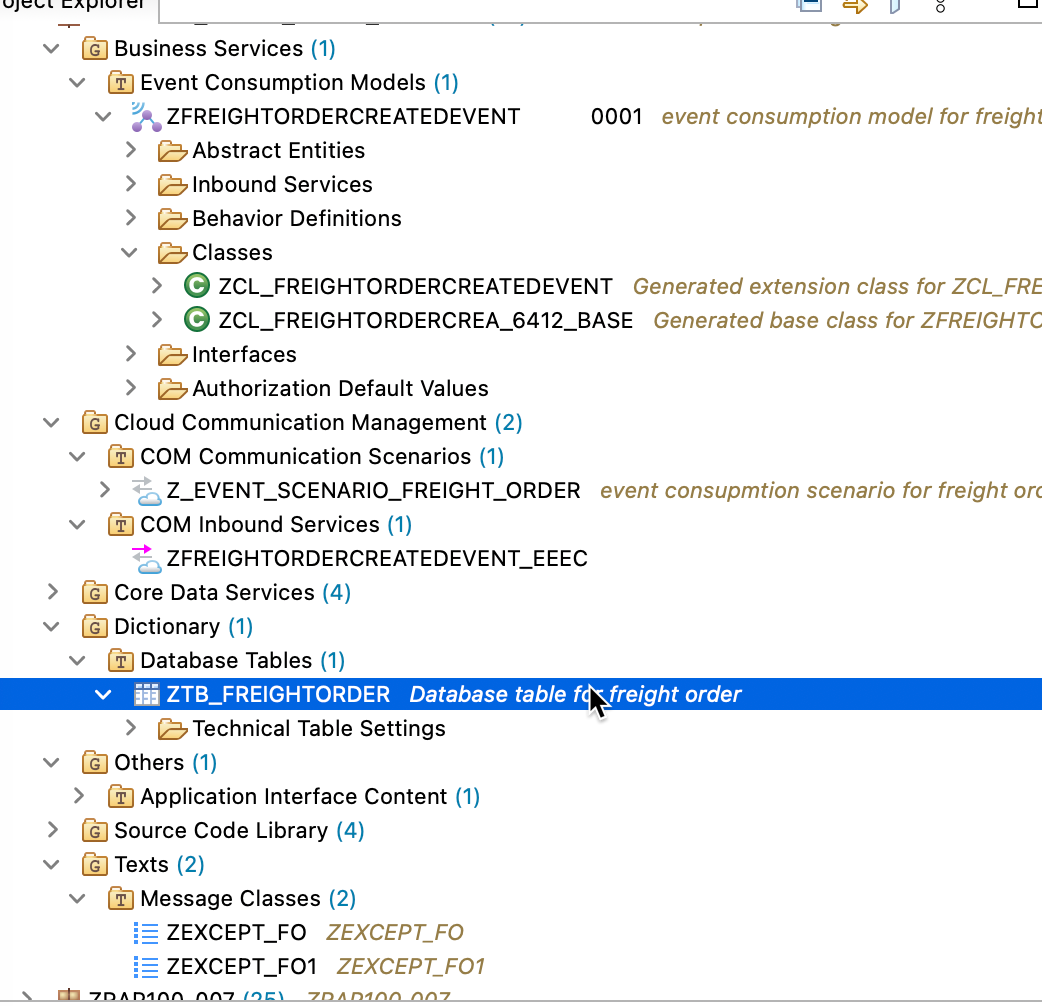 oject Explorer
Business Services (1)
Event Consumption Models (1)
ZFREIGHTORDERCREATEDEVENT 0001 event consumption model for freight
Abstract Entities
Inbound Services
Behavior Definitions
Classes
ZCL_FREIGHTORDERCREATEDEVENT Generated extension class for ZCL_FRE
ZCL_FREIGHTORDERCREA_6412_BASE Generated base class for ZFREIGHTO
Interfaces
Authorization Default Values
Cloud Communication Management (2)
COM Communication Scenarios (1)
Z_EVENT_SCENARIO_FREIGHT_ORDER event consupmtion scenario for freight ord
COM Inbound Services (1)
ZFREIGHTORDERCREATEDEVENT_EEEC
Core Data Services (4)
Dictionary (1)
Database Tables (1)
ZTB_FREIGHTORDER Database table for freight order
Technical Table Settings
Others (1)
Application Interface Content (1)
Source Code Library (4)
Texts (2)
Message Classes (2)
ZEXCEPT_FO ZEXCEPT_FO
ZEXCEPT_FO1 ZEXCEPT_FO1
ZRAP100_007 (25) ZRAP100_007